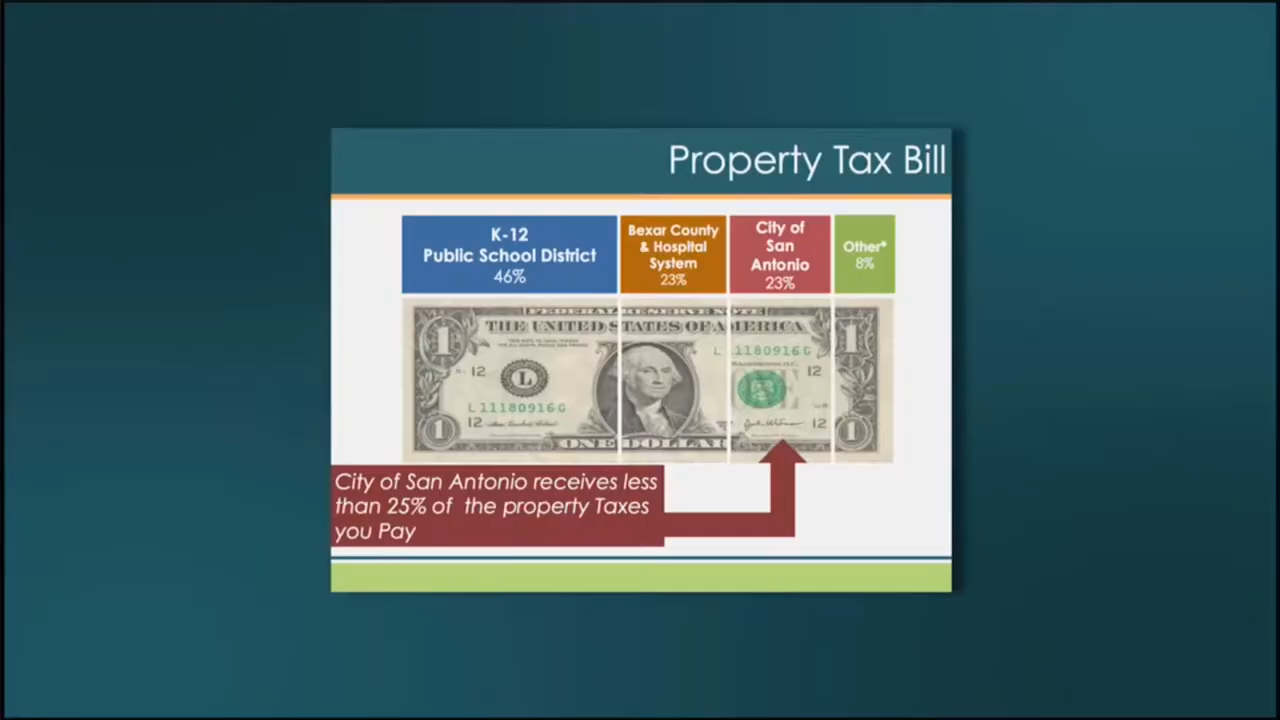 Property Tax Bill
K-12
Public School District
46%
Bexar County
& Hospital
System
23%
City of
San
Antonio
23%
Other*
8%
FEDERAL RESERVE NOTE
THE UNITED STATES OF AMERICA
1
1
L 11180916 G
12
12
L
L 11180916 G
12
12
1
1
ONE DOLLAR
City of San Antonio receives less
than 25% of the property Taxes
you Pay